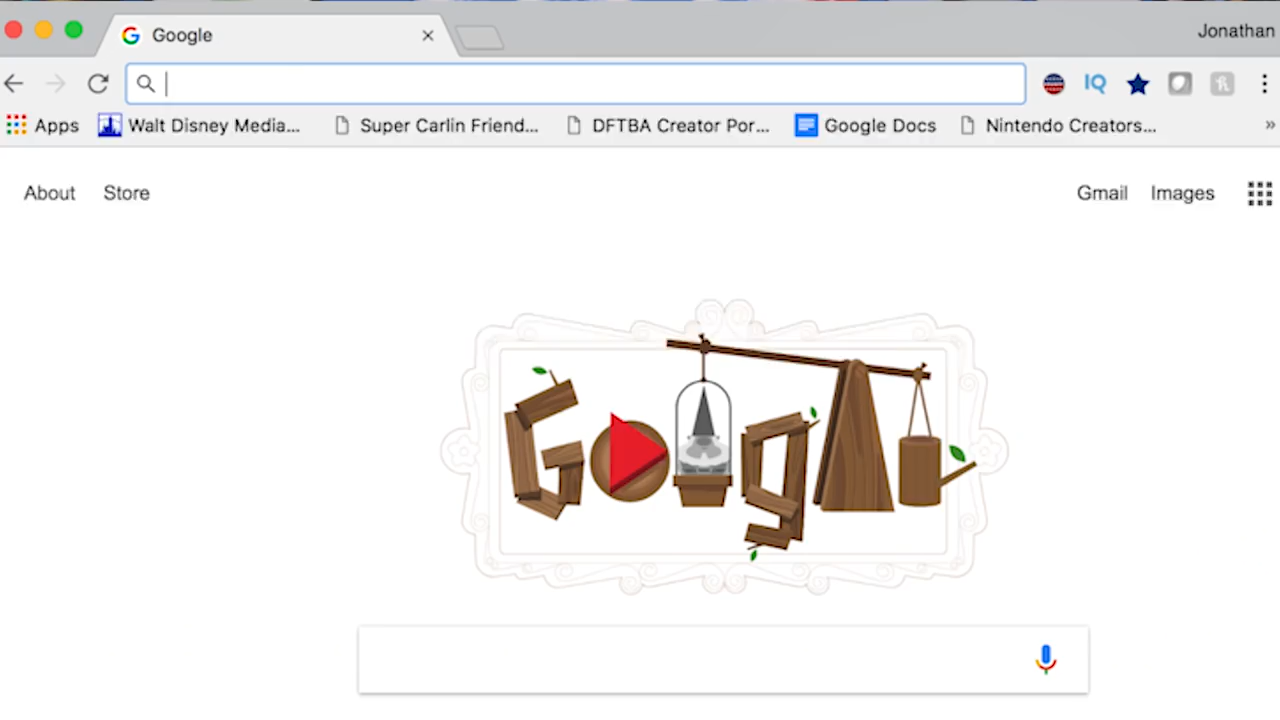 Google
Jonathan
IQ
Apps Walt Disney Media... Super Carlin Friend... DFTBA Creator Por... Google Docs Nintendo Creators... »
About Store Gmail Images
Google